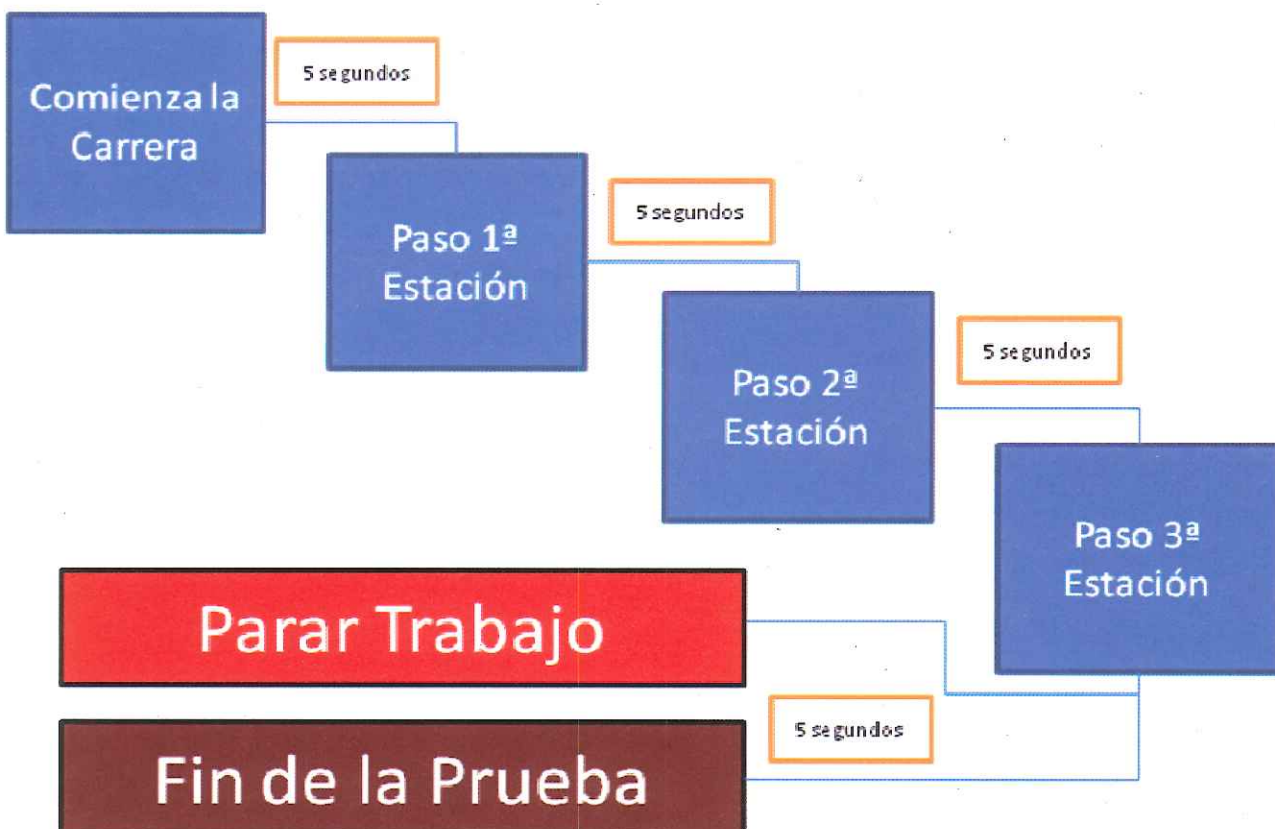 Comienza la
Carrera
5 segundos
Paso 1ª
Estación
5 segundos
Paso 2ª
Estación
5 segundos
Paso 3ª
Estación
Parar Trabajo
5 segundos
Fin de la Prueba